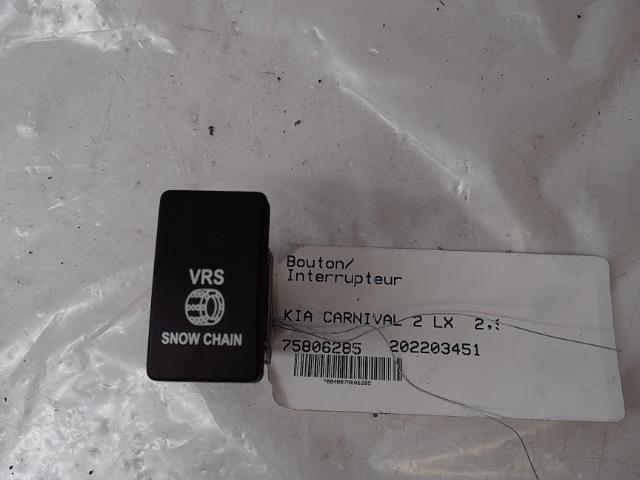 VRS
SNOW CHAIN
Bouton/
Interrupteur
KIA CARNIVAL 2 LX
75806285 202203451